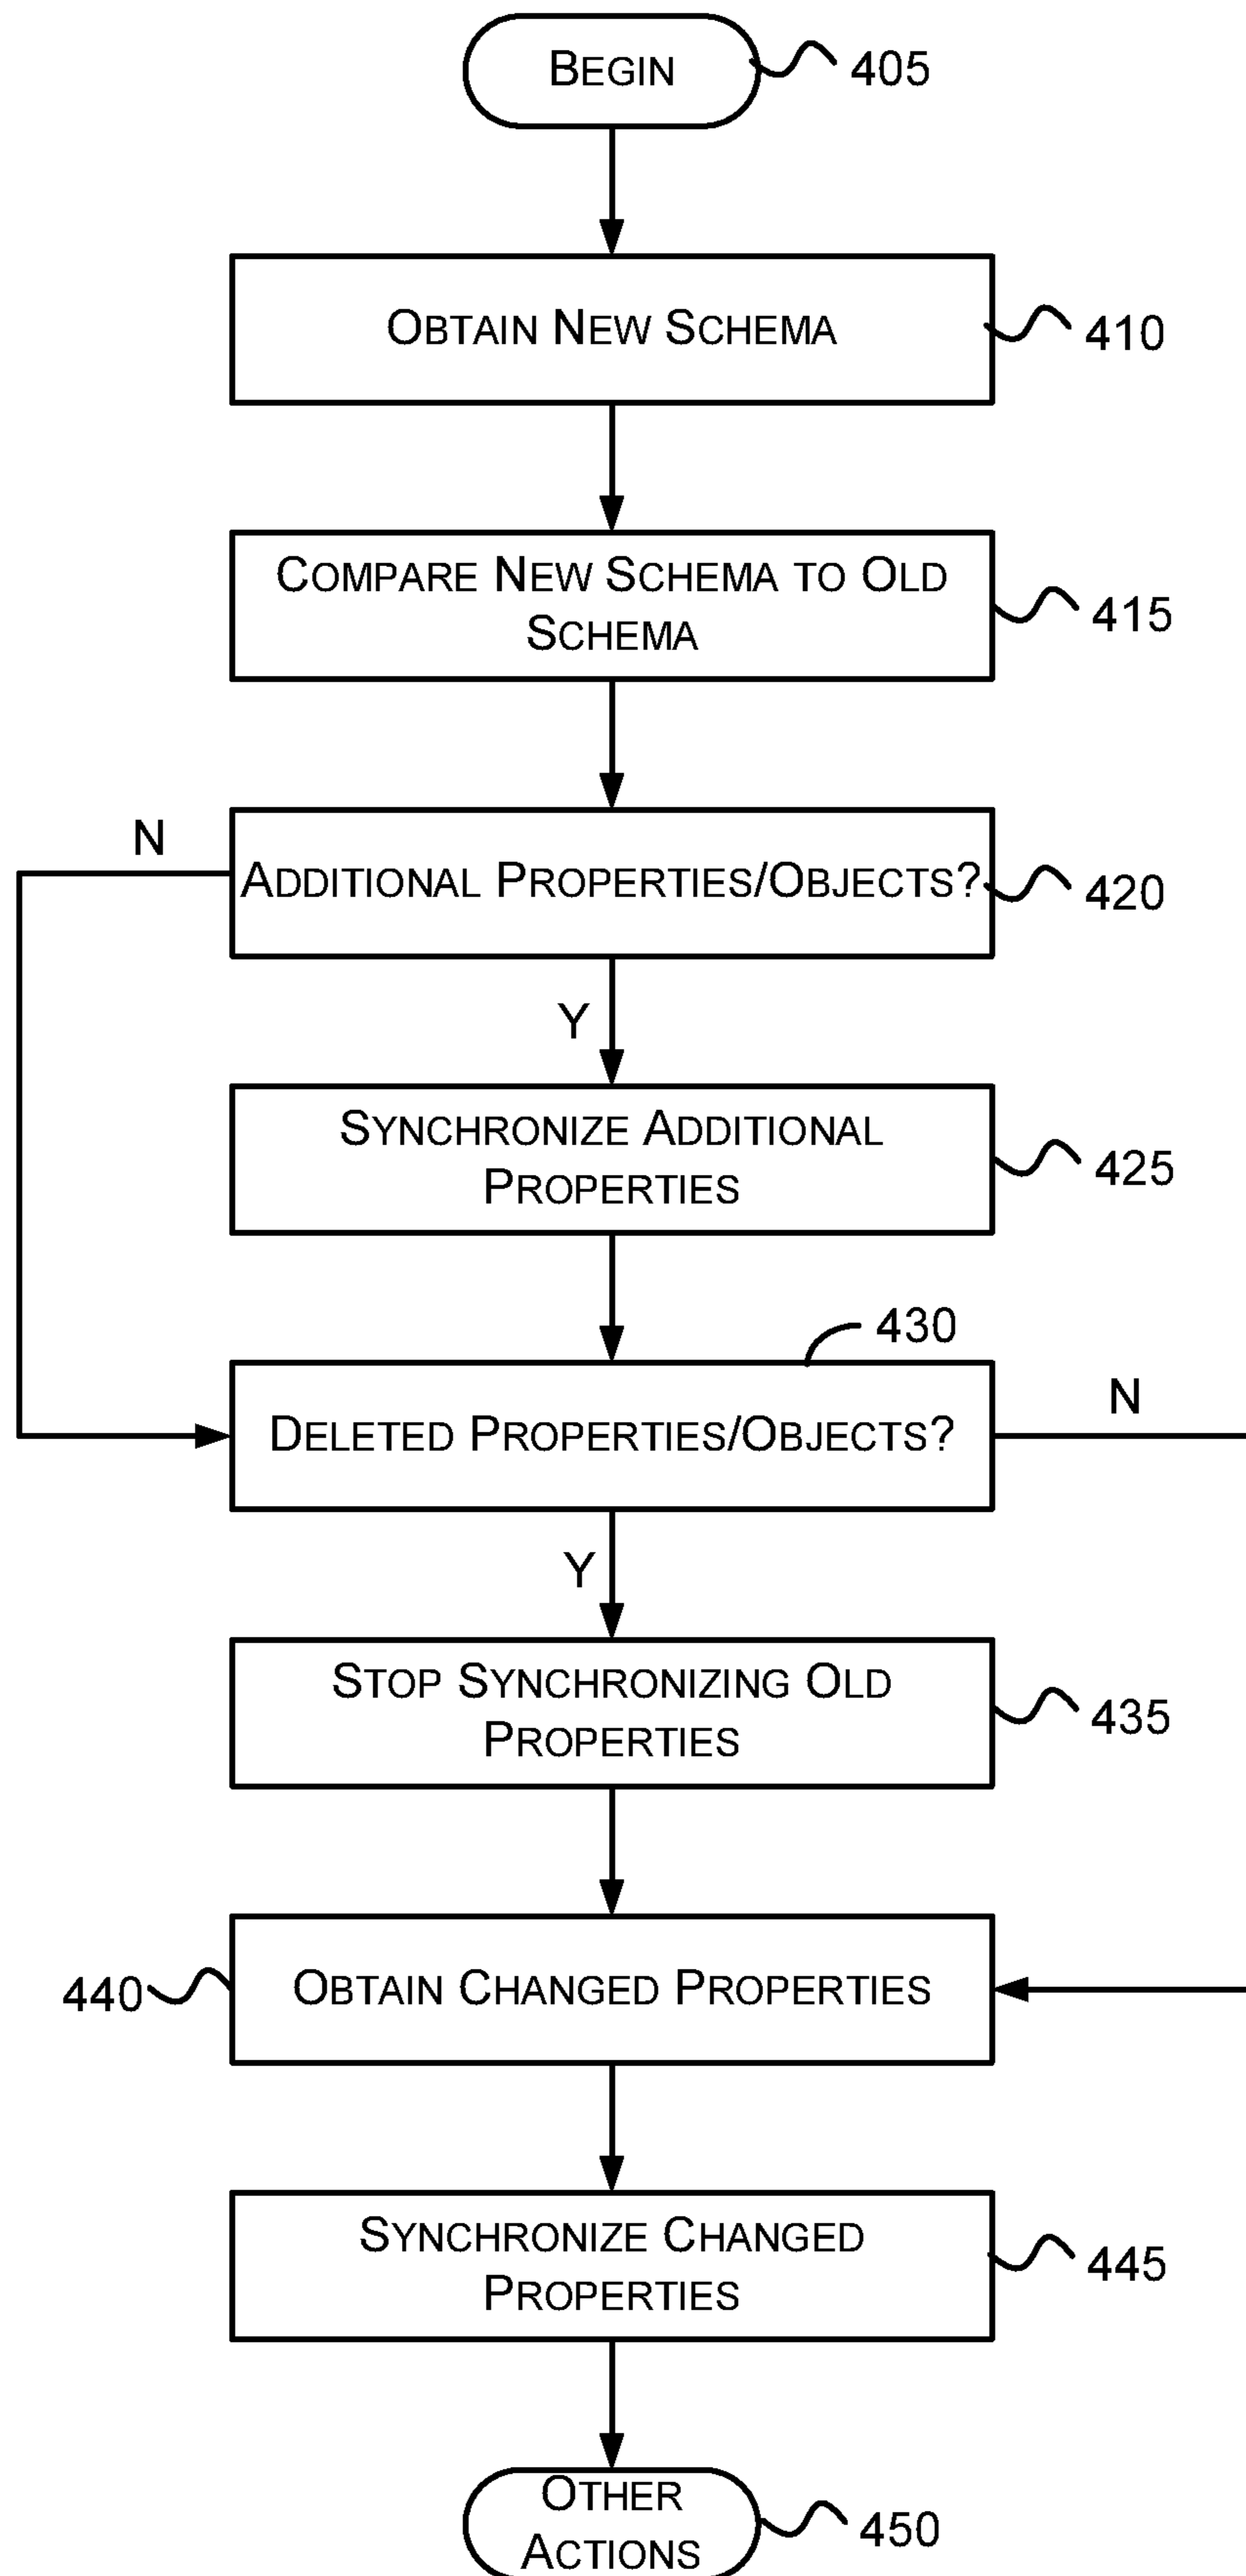 BEGIN
405
OBTAIN NEW SCHEMA
410
COMPARE NEW SCHEMA TO OLD
SCHEMA
415
N
ADDITIONAL PROPERTIES/OBJECTS?
420
Y
SYNCHRONIZE ADDITIONAL
PROPERTIES
425
430
N
DELETED PROPERTIES/OBJECTS?
Y
STOP SYNCHRONIZING OLD
PROPERTIES
435
440
OBTAIN CHANGED PROPERTIES
SYNCHRONIZE CHANGED
PROPERTIES
445
OTHER
ACTIONS
450